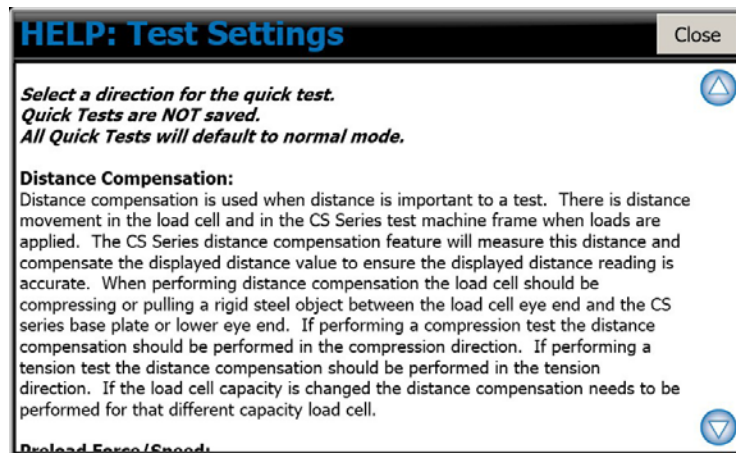 HELP: Test Settings
Close
Select a direction for the quick test.
Quick Tests are NOT saved.
All Quick Tests will default to normal mode.
Distance Compensation:
Distance compensation is used when distance is important to a test. There is distance
movement in the load cell and in the CS Series test machine frame when loads are
applied. The CS Series distance compensation feature will measure this distance and
compensate the displayed distance value to ensure the displayed distance reading is
accurate. When performing distance compensation the load cell should be
compressing or pulling a rigid steel object between the load cell eye end and the CS
series base plate or lower eye end. If performing a compression test the distance
compensation should be performed in the compression direction. If performing a
tension test the distance compensation should be performed in the tension
direction. If the load cell capacity is changed the distance compensation needs to be
performed for that different capacity load cell.
Preload Force/Speed: